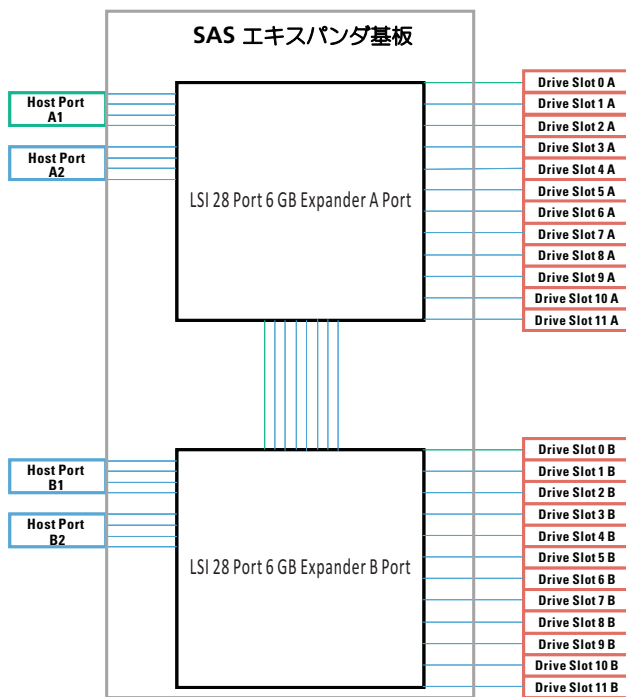 SAS エキスパンダ基板
Host Port
A1
Host Port
A2
LSI 28 Port 6 GB Expander A Port
Drive Slot 0 A
Drive Slot 1 A
Drive Slot 2 A
Drive Slot 3 A
Drive Slot 4 A
Drive Slot 5 A
Drive Slot 6 A
Drive Slot 7 A
Drive Slot 8 A
Drive Slot 9 A
Drive Slot 10 A
Drive Slot 11 A
Host Port
B1
Host Port
B2
LSI 28 Port 6 GB Expander B Port
Drive Slot 0 B
Drive Slot 1 B
Drive Slot 2 B
Drive Slot 3 B
Drive Slot 4 B
Drive Slot 5 B
Drive Slot 6 B
Drive Slot 7 B
Drive Slot 8 B
Drive Slot 9 B
Drive Slot 10 B
Drive Slot 11 B